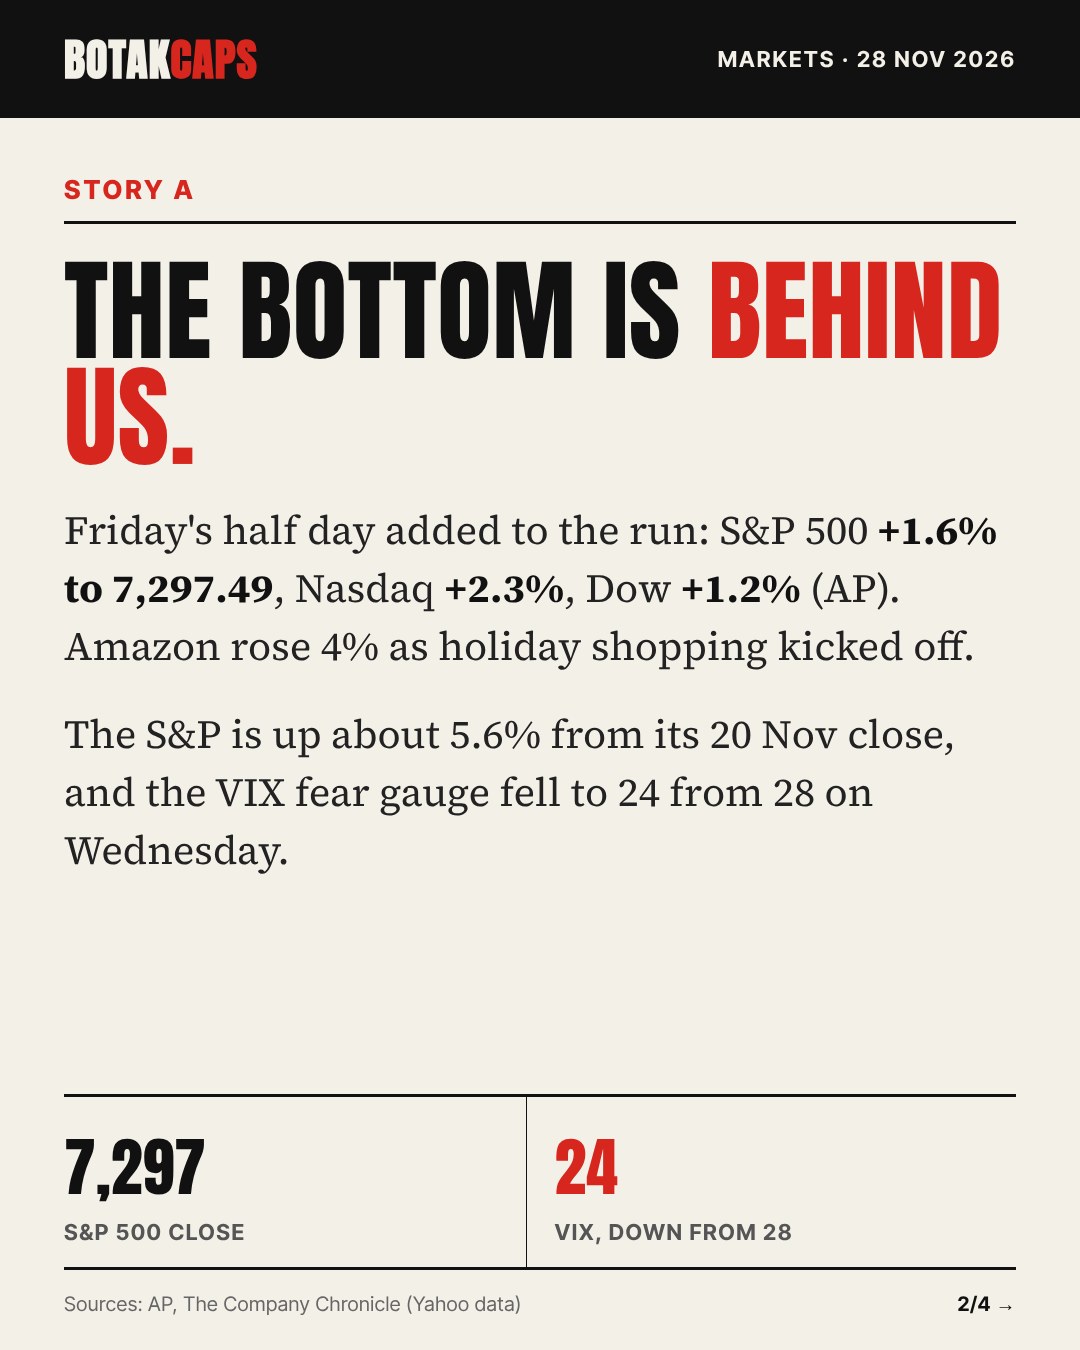 BOTAKCAPS
MARKETS · 28 NOV 2026
STORY A
THE BOTTOM IS BEHIND
US.
Friday's half day added to the run: S&P 500 +1.6%
to 7,297.49, Nasdaq +2.3%, Dow +1.2% (AP).
Amazon rose 4% as holiday shopping kicked off.
The S&P is up about 5.6% from its 20 Nov close,
and the VIX fear gauge fell to 24 from 28 on
Wednesday.
7,297
S&P 500 CLOSE
24
VIX, DOWN FROM 28
Sources: AP, The Company Chronicle (Yahoo data)
2/4 →